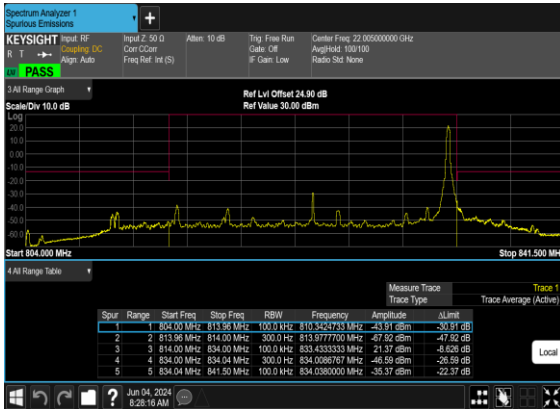 Spectrum Analyzer 1
Spurious Emissions
+
KEYSIGHT Input: RF Input Z: 50 Ω Atten: 10 dB Trig: Free Run Center Freq: 22.005000000 GHz
R T Coupling: DC Corr CCorr Gate: Off Avg|Hold: 100/100
Align: Auto Freq Ref: Int (S) IF Gain: Low Radio Std: None
PASS
3 All Range Graph
Ref Lvl Offset 24.90 dB
Scale/Div 10.0 dB Ref Value 30.00 dBm
Log
20.0
10.0
0.00
-10.0
-20.0
-30.0
-40.0
-50.0
-60.0
Start 804.000 MHz Stop 841.500 MHz
4 All Range Table
Measure Trace Trace 1
Trace Type Trace Average (Active)
Spur Range Start Freq Stop Freq RBW Frequency Amplitude ΔLimit
1 1 804.00 MHz 813.96 MHz 100.0 kHz 810.3424733 MHz -43.91 dBm -30.91 dB
2 2 813.96 MHz 814.00 MHz 300.0 Hz 813.9777700 MHz -67.92 dBm -47.92 dB
3 3 814.00 MHz 834.00 MHz 100.0 kHz 833.4333333 MHz 21.37 dBm -8.629 dB
4 4 834.00 MHz 834.04 MHz 300.0 Hz 834.0086767 MHz -46.59 dBm -26.59 dB
5 5 834.04 MHz 841.50 MHz 100.0 kHz 834.0380000 MHz -35.37 dBm -22.37 dB
Local
?
Jun 04, 2024
8:28:16 AM